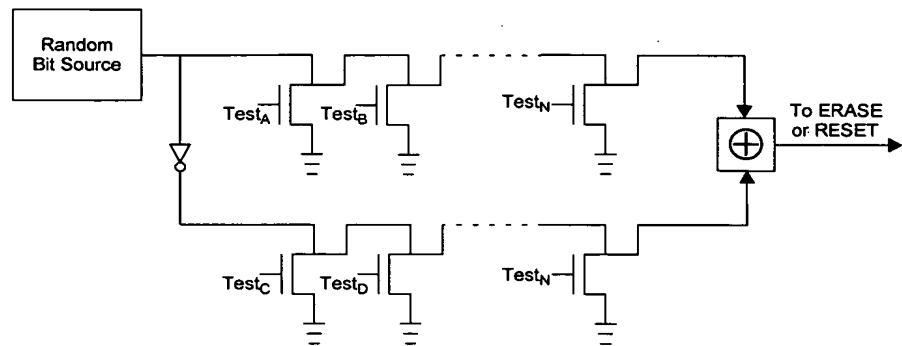 Random
Bit Source
Test_A
Test_B
Test_N
To ERASE
or RESET
Test_C
Test_D
Test_N